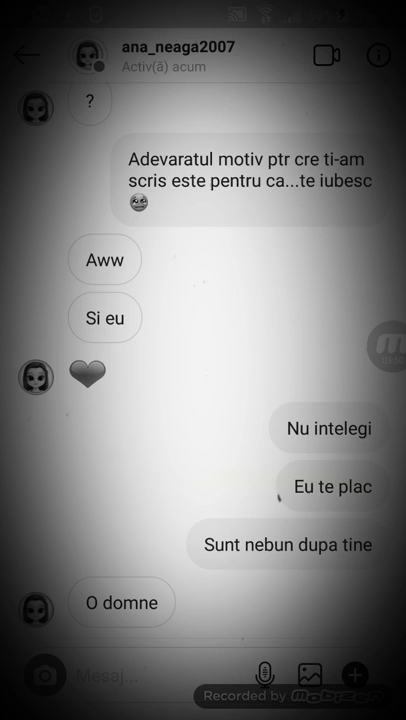 ana_neaga2007
Activ(ă) acum
?
Adevaratul motiv ptr cre ti-am
scris este pentru ca...te iubesc
Aww
Si eu
Nu intelegi
Eu te plac
Sunt nebun dupa tine
O domne
Mesaj...
Recorded by mobizen